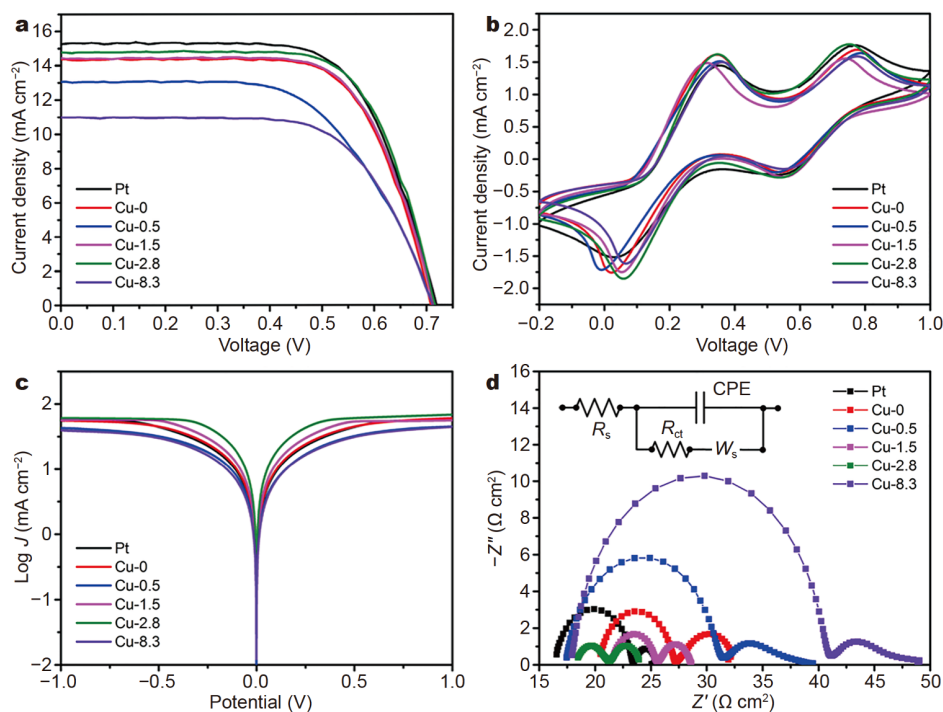 a
16
14
12
10
8
6
4
2
0
Current density (mA cm⁻²)
Pt
Cu-0
Cu-0.5
Cu-1.5
Cu-2.8
Cu-8.3
0.0 0.1 0.2 0.3 0.4 0.5 0.6 0.7
Voltage (V)
b
2.0
1.5
1.0
0.5
0.0
−0.5
−1.0
−1.5
−2.0
Current density (mA cm⁻²)
Pt
Cu-0
Cu-0.5
Cu-1.5
Cu-2.8
Cu-8.3
−0.2 0.0 0.2 0.4 0.6 0.8 1.0
Voltage (V)
c
2
1
0
−1
−2
Log J (mA cm⁻²)
Pt
Cu-0
Cu-0.5
Cu-1.5
Cu-2.8
Cu-8.3
−1.0 −0.5 0.0 0.5 1.0
Potential (V)
d
16
14
12
10
8
6
4
2
0
−Z″ (Ω cm²)
CPE
Rs
Rct
Ws
Pt
Cu-0
Cu-0.5
Cu-1.5
Cu-2.8
Cu-8.3
15 20 25 30 35 40 45 50
Z′ (Ω cm²)